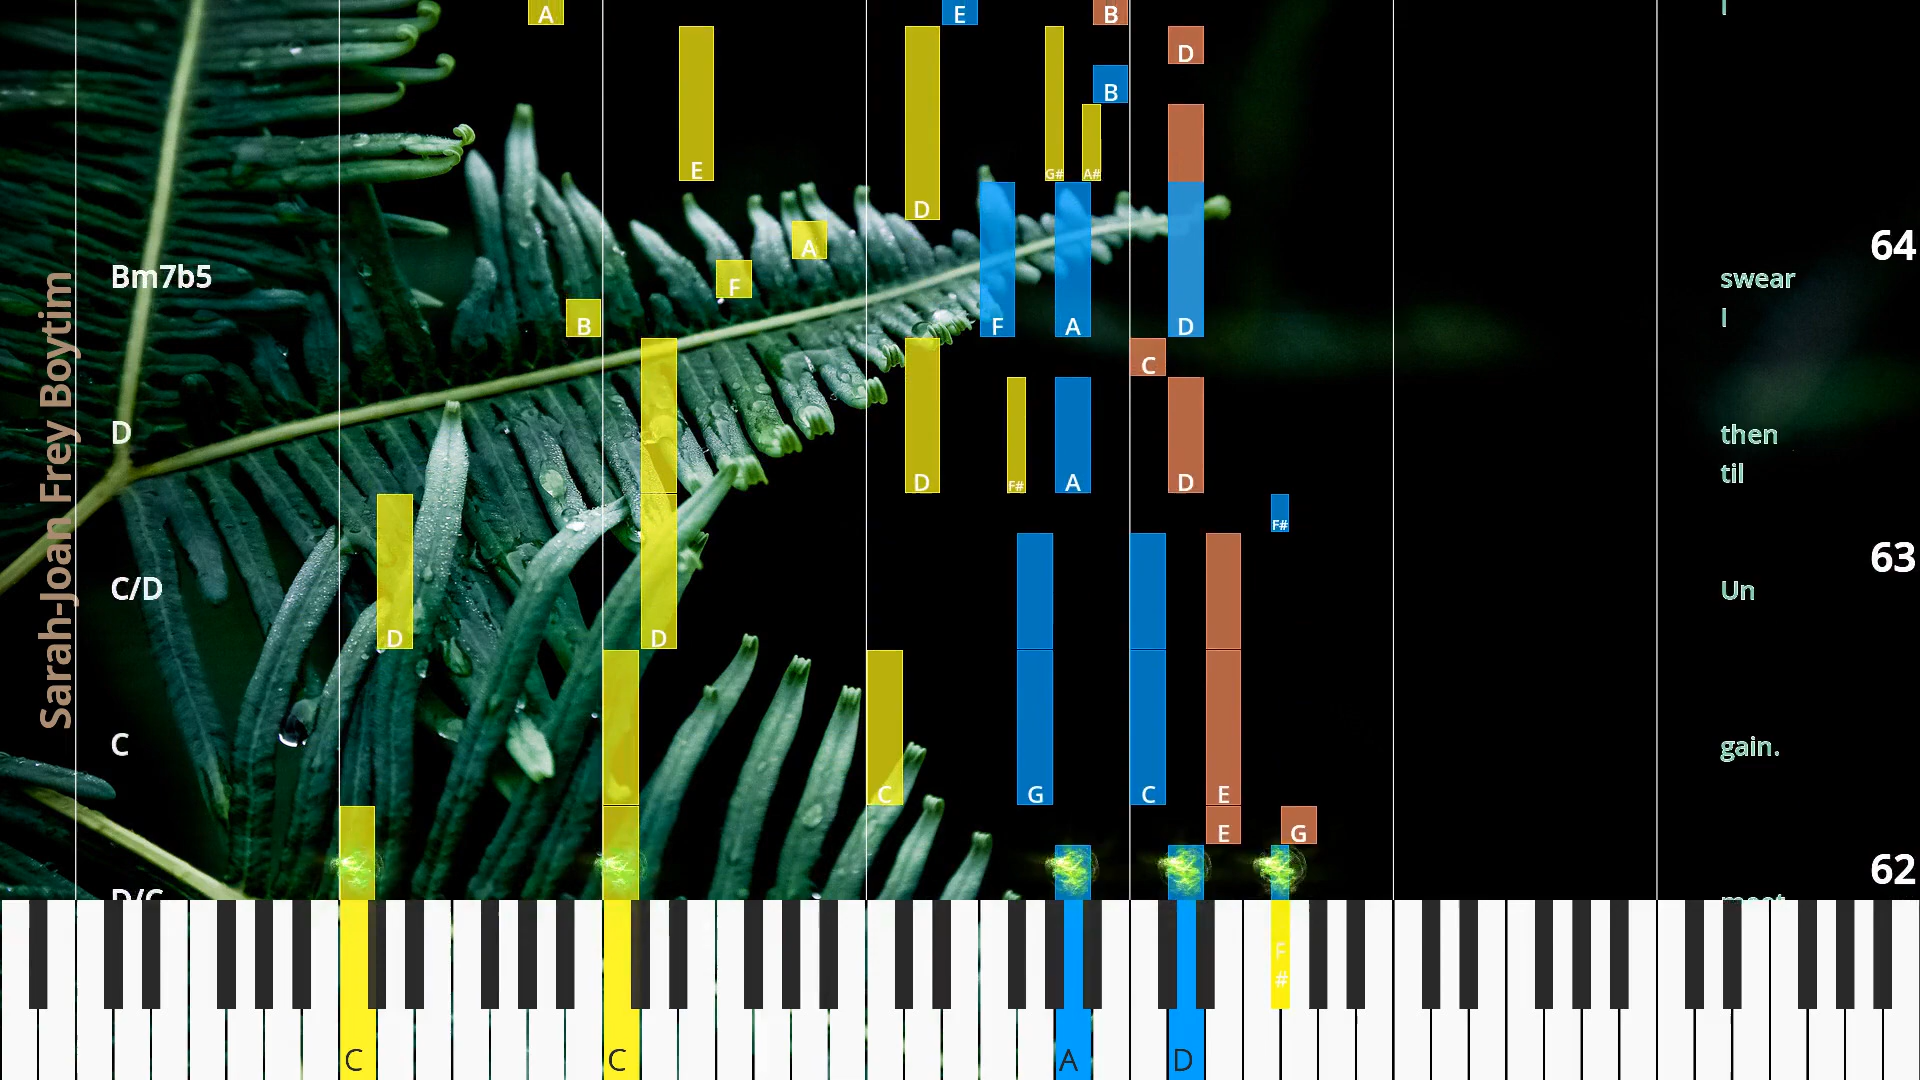 Sarah-Joan Frey Boytim
A
E
B
I
D
E
B
D
G#
A#
A
64
Bm7b5
F
swear
B
F
A
D
I
C
D
then
D
F#
A
D
til
F#
63
C/D
Un
D
D
C
gain.
C
G
C
E
E
G
62
D/C
F
#
C
C
A
D